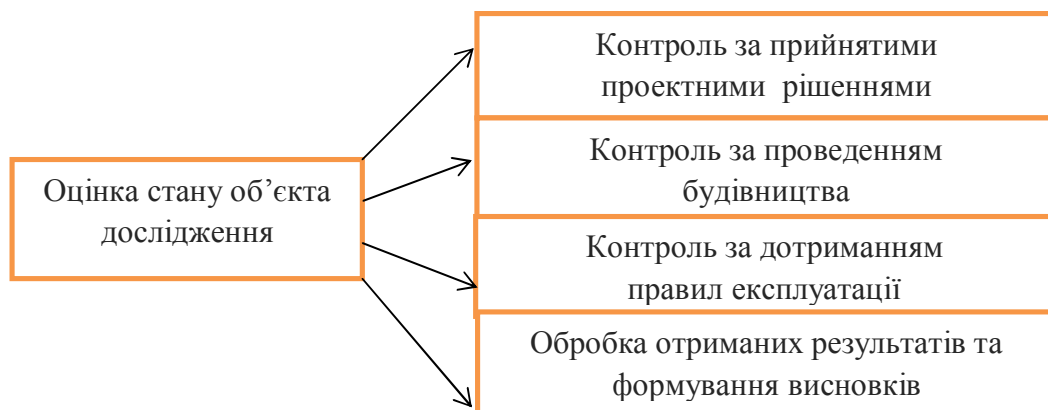 Оцінка стану об’єкта
дослідження
Контроль за прийнятими
проектними рішеннями
Контроль за проведенням
будівництва
Контроль за дотриманням
правил експлуатації
Обробка отриманих результатів та
формування висновків